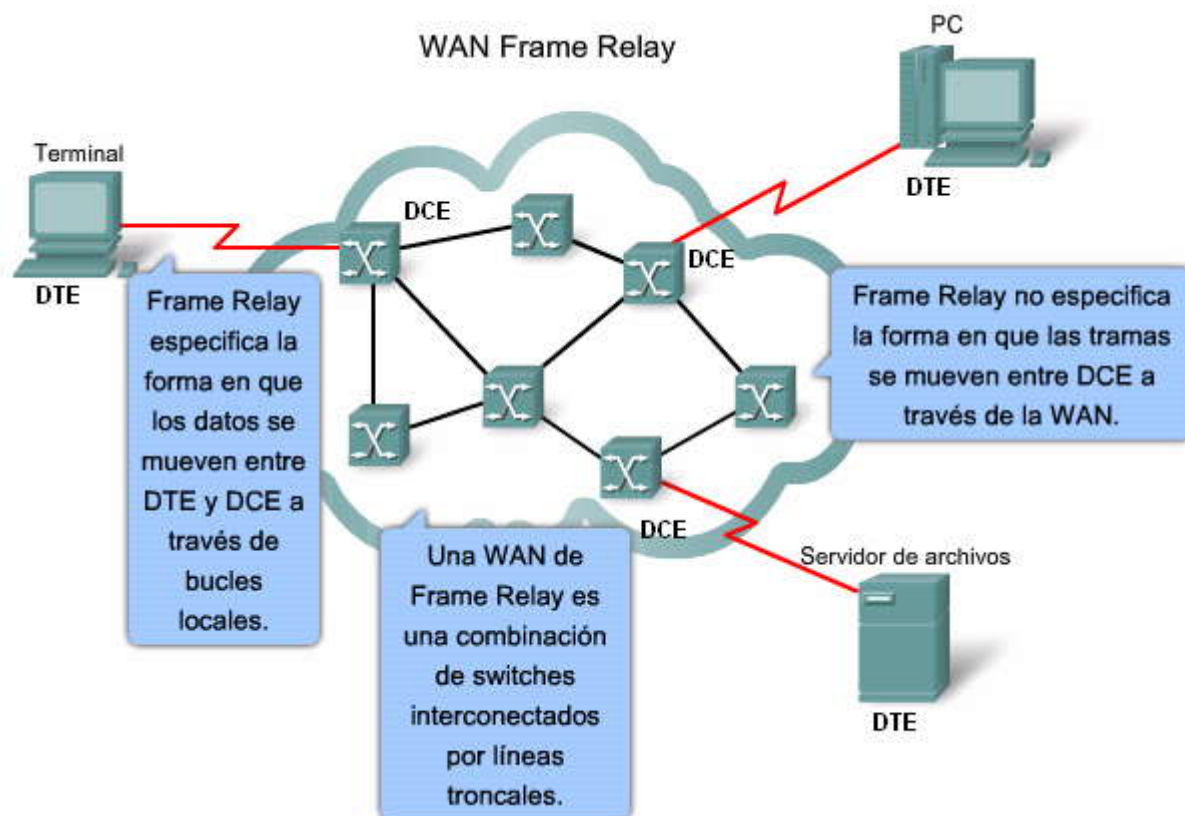 WAN Frame Relay
PC
DTE
Terminal
DTE
DCE
DCE
Frame Relay
especifica la
forma en que
los datos se
mueven entre
DTE y DCE a
través de
bucles
locales.
Frame Relay no especifica
la forma en que las tramas
se mueven entre DCE a
través de la WAN.
DCE
Una WAN de
Frame Relay es
una combinación
de switches
interconectados
por líneas
troncales.
Servidor de archivos
DTE